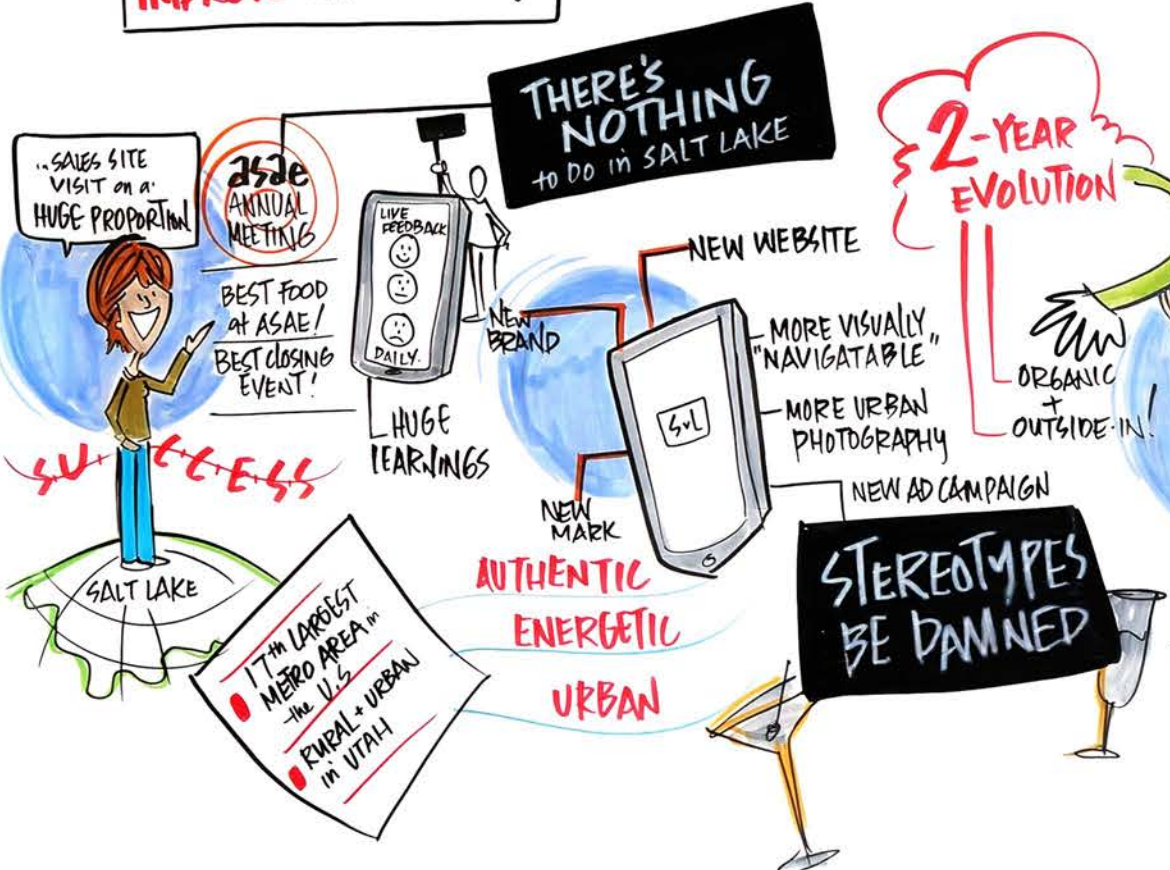 THERE'S
NOTHING
to DO in SALT LAKE
2-YEAR
EVOLUTION
...SALES SITE
VISIT on a
HUGE PROPORTION
asae
ANNUAL
MEETING
BEST FOOD
at ASAE!
BEST CLOSING
EVENT!
LIVE
FEEDBACK
DAILY.
HUGE
LEARNINGS
SUCCESS
SALT LAKE
NEW WEBSITE
NEW
BRAND
MORE VISUALLY
"NAVIGATABLE"
MORE URBAN
PHOTOGRAPHY
SvL
NEW
MARK
NEW AD CAMPAIGN
ORGANIC
+
OUTSIDE-IN!
STEREOTYPES
BE DAMNED
17th LARGEST
METRO AREA in
the U.S
RURAL + URBAN
in UTAH
AUTHENTIC
ENERGETIC
URBAN